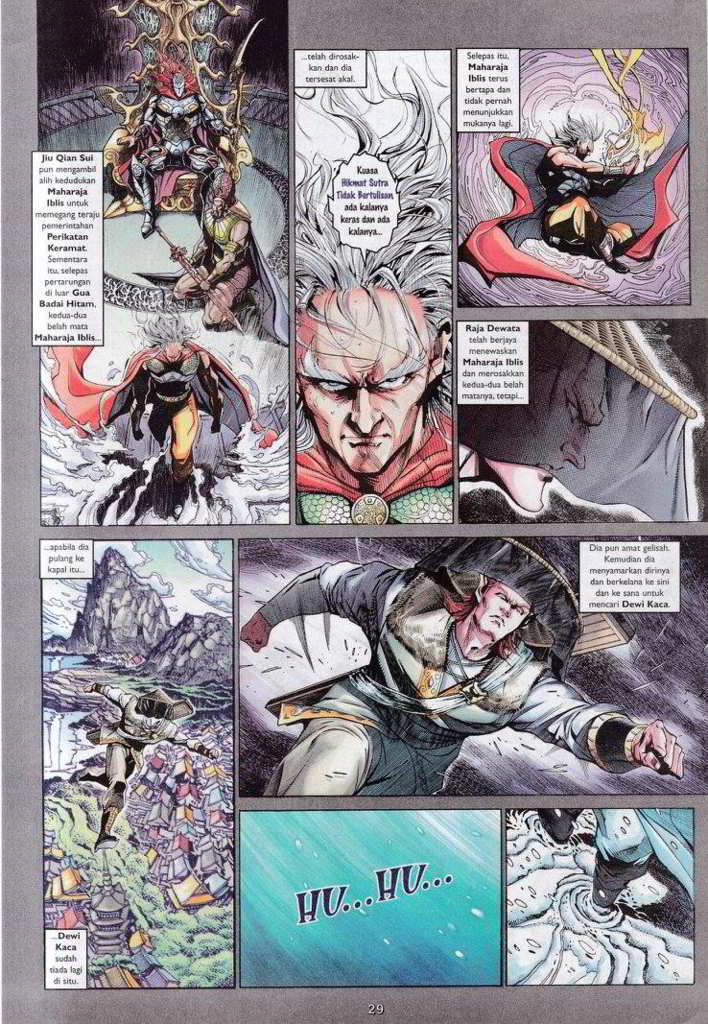 Jiu Qian Sui
pun mengambil
alih kedudukan
Maharaja
Iblis untuk
memegang teraju
pemerintahan
Perikatan
Keramat.
Sementara
itu, selepas
pertarungan
di luar Gua
Badai Hitam,
kedua-dua
belah mata
Maharaja Iblis...
...telah dirosak-
kan dan dia
tersesat akal.
Kuasa
Hikmat Sutra
Tidak Bertulisan
ada kalanya
keras dan ada
kalanya...
Selepas itu,
Maharaja
Iblis terus
bertapa dan
tidak pernah
menunjukkan
mukanya lagi.
Raja Dewata
telah berjaya
menewaskan
Maharaja Iblis
dan merosakkan
kedua-dua belah
matanya, tetapi...
...apabila dia
pulang ke
kapal itu...
...Dewi
Kaca
sudah
tiada lagi
di situ.
Dia pun amat gelisah.
Kemudian dia
menyamarkan dirinya
dan berkelana ke sini
dan ke sana untuk
mencari Dewi Kaca.
HU...HU...
29